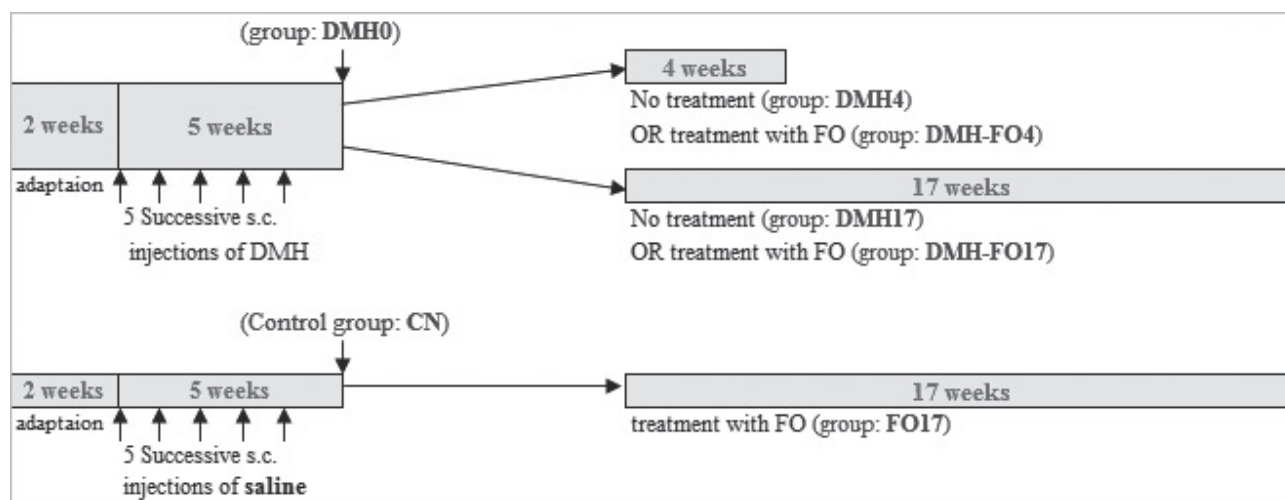 (group: DMH0)
4 weeks
No treatment (group: DMH4)
OR treatment with FO (group: DMH-FO4)
2 weeks
5 weeks
adaptaion
5 Successive s.c.
injections of DMH
17 weeks
No treatment (group: DMH17)
OR treatment with FO (group: DMH-FO17)
(Control group: CN)
2 weeks
5 weeks
17 weeks
adaptaion
5 Successive s.c.
injections of saline
treatment with FO (group: FO17)